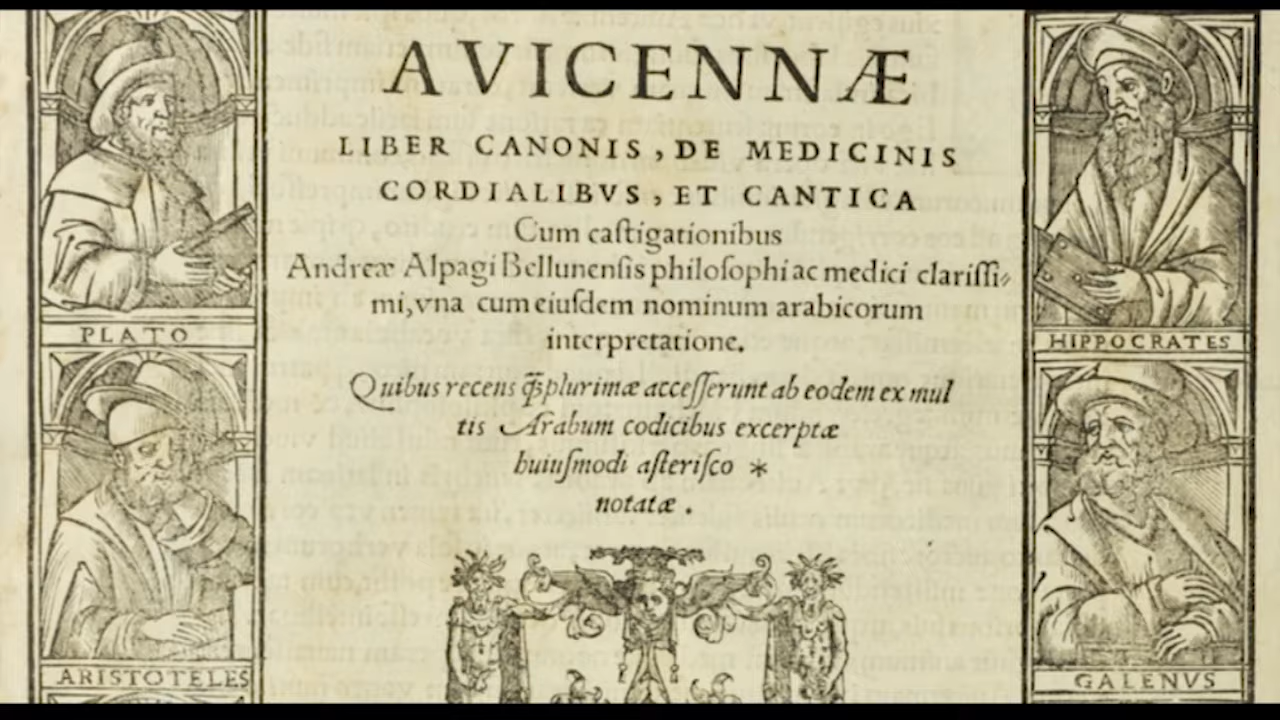 AVICENNÆ
LIBER CANONIS, DE MEDICINIS
CORDIALIBVS, ET CANTICA
Cum caſtigationibus
Andreæ Alpagi Bellunenſis philoſophi ac medici clariſſi-
mi, vna cum eiuſdem nominum arabicorum
interpretatione.
Quibus recens q̃ꝫ plurimæ acceſſerunt ab eodem ex mul
tis Arabum codicibus excerptæ
huiuſmodi aſteriſco *
notatæ.
PLATO
HIPPOCRATES
ARISTOTELES
GALENVS